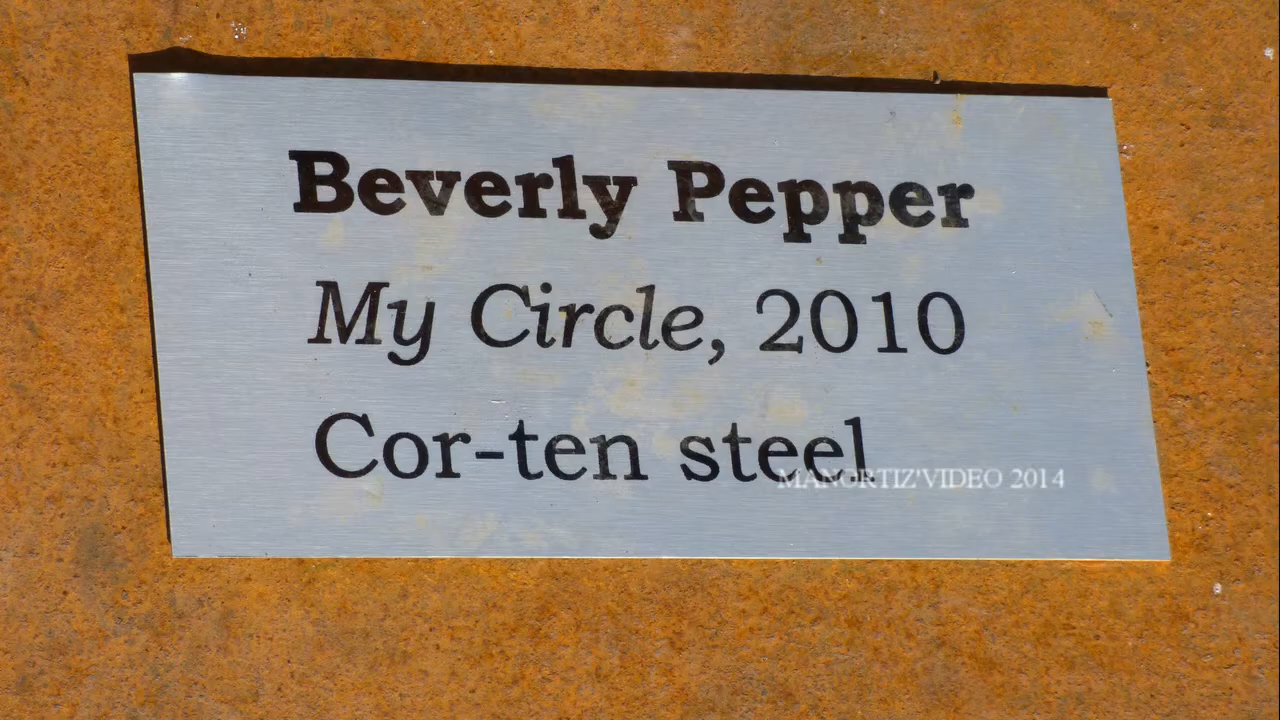 Beverly Pepper
My Circle, 2010
Cor-ten steel
MANORTIZ'VIDEO 2014